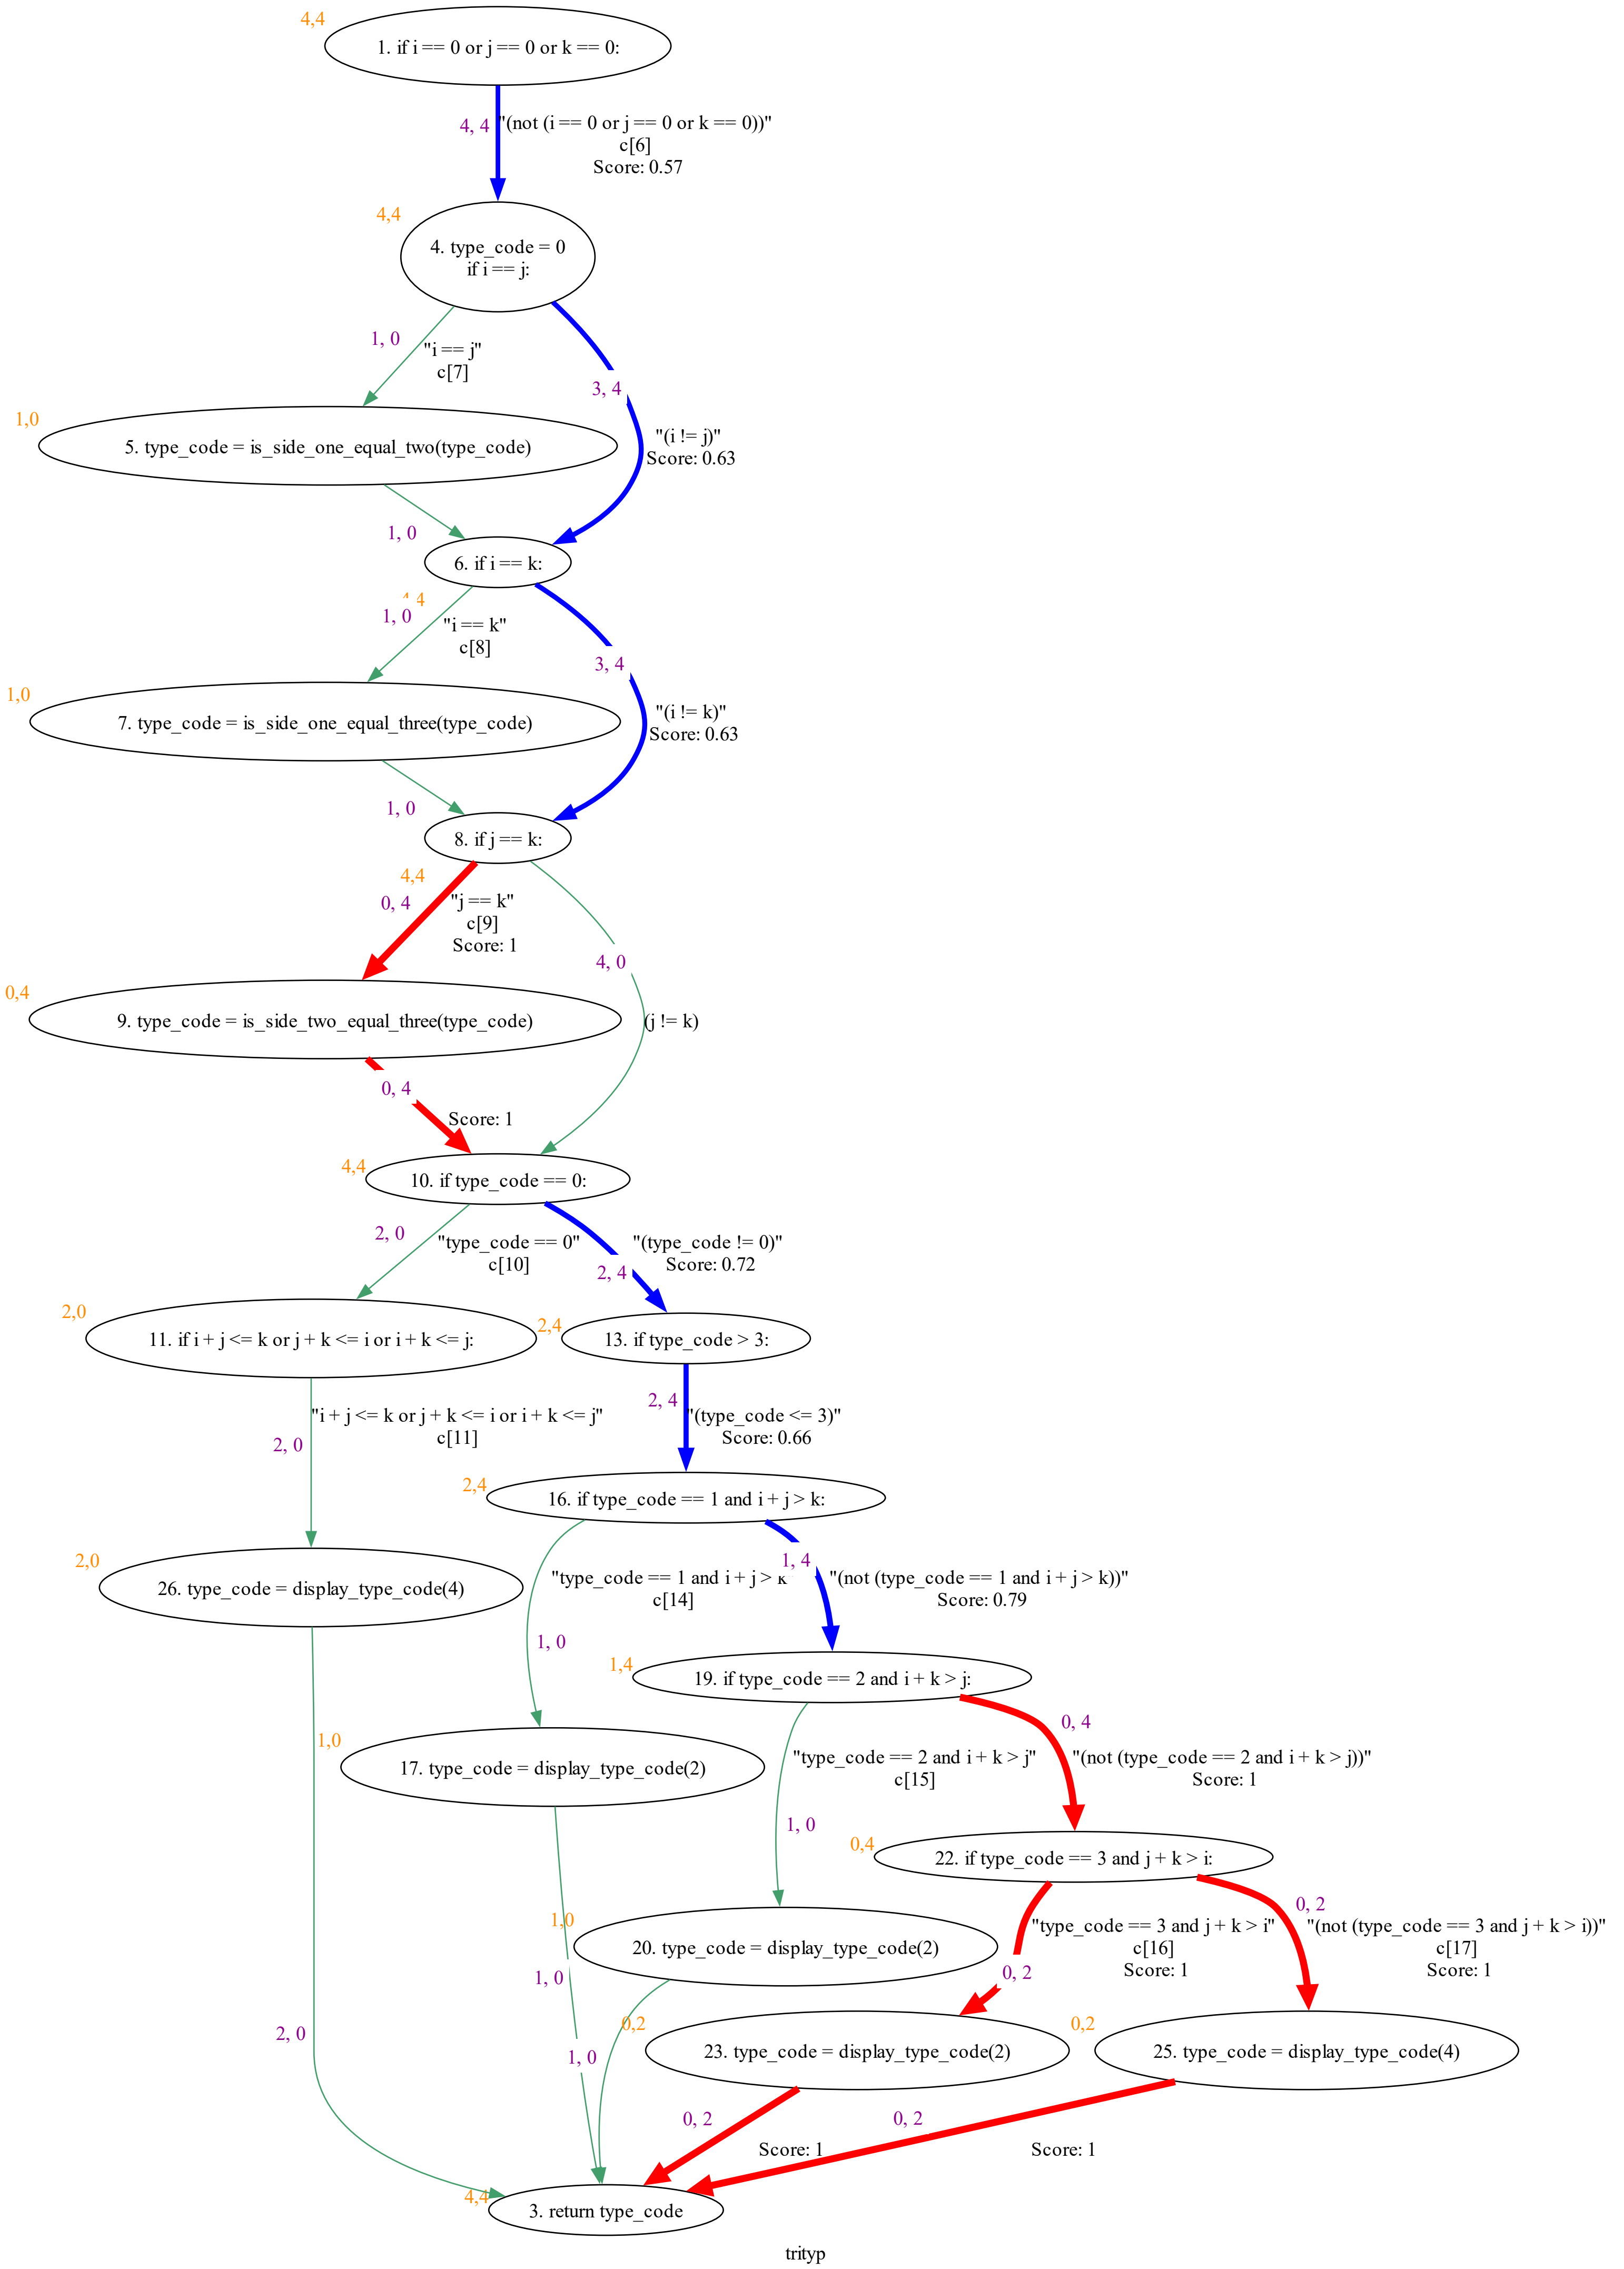 4,4
1. if i == 0 or j == 0 or k == 0:
4, 4
"(not (i == 0 or j == 0 or k == 0))"
c[6]
Score: 0.57
4,4
4. type_code = 0
if i == j:
1, 0
"i == j"
c[7]
3, 4
"(i != j)"
Score: 0.63
1,0
5. type_code = is_side_one_equal_two(type_code)
1, 0
6. if i == k:
4
1, 0
"i == k"
c[8]
3, 4
"(i != k)"
Score: 0.63
1,0
7. type_code = is_side_one_equal_three(type_code)
1, 0
8. if j == k:
4,4
0, 4
"j == k"
c[9]
Score: 1
4, 0
(j != k)
0,4
9. type_code = is_side_two_equal_three(type_code)
0, 4
Score: 1
4,4
10. if type_code == 0:
2, 0
"type_code == 0"
c[10]
2, 4
"(type_code != 0)"
Score: 0.72
2,0
11. if i + j <= k or j + k <= i or i + k <= j:
2,4
13. if type_code > 3:
2, 0
"i + j <= k or j + k <= i or i + k <= j"
c[11]
2, 4
"(type_code <= 3)"
Score: 0.66
2,4
16. if type_code == 1 and i + j > k:
2,0
26. type_code = display_type_code(4)
"type_code == 1 and i + j >
c[14]
1, 0
1, 4
"(not (type_code == 1 and i + j > k))"
Score: 0.79
1,4
19. if type_code == 2 and i + k > j:
1,0
17. type_code = display_type_code(2)
"type_code == 2 and i + k > j"
c[15]
1, 0
0, 4
"(not (type_code == 2 and i + k > j))"
Score: 1
0,4
22. if type_code == 3 and j + k > i:
1,0
20. type_code = display_type_code(2)
"type_code == 3 and j + k > i"
c[16]
Score: 1
0, 2
0, 2
"(not (type_code == 3 and j + k > i))"
c[17]
Score: 1
1, 0
2, 0
1, 0
0,2
23. type_code = display_type_code(2)
0,2
25. type_code = display_type_code(4)
0, 2
Score: 1
0, 2
Score: 1
4,4
3. return type_code
trityp